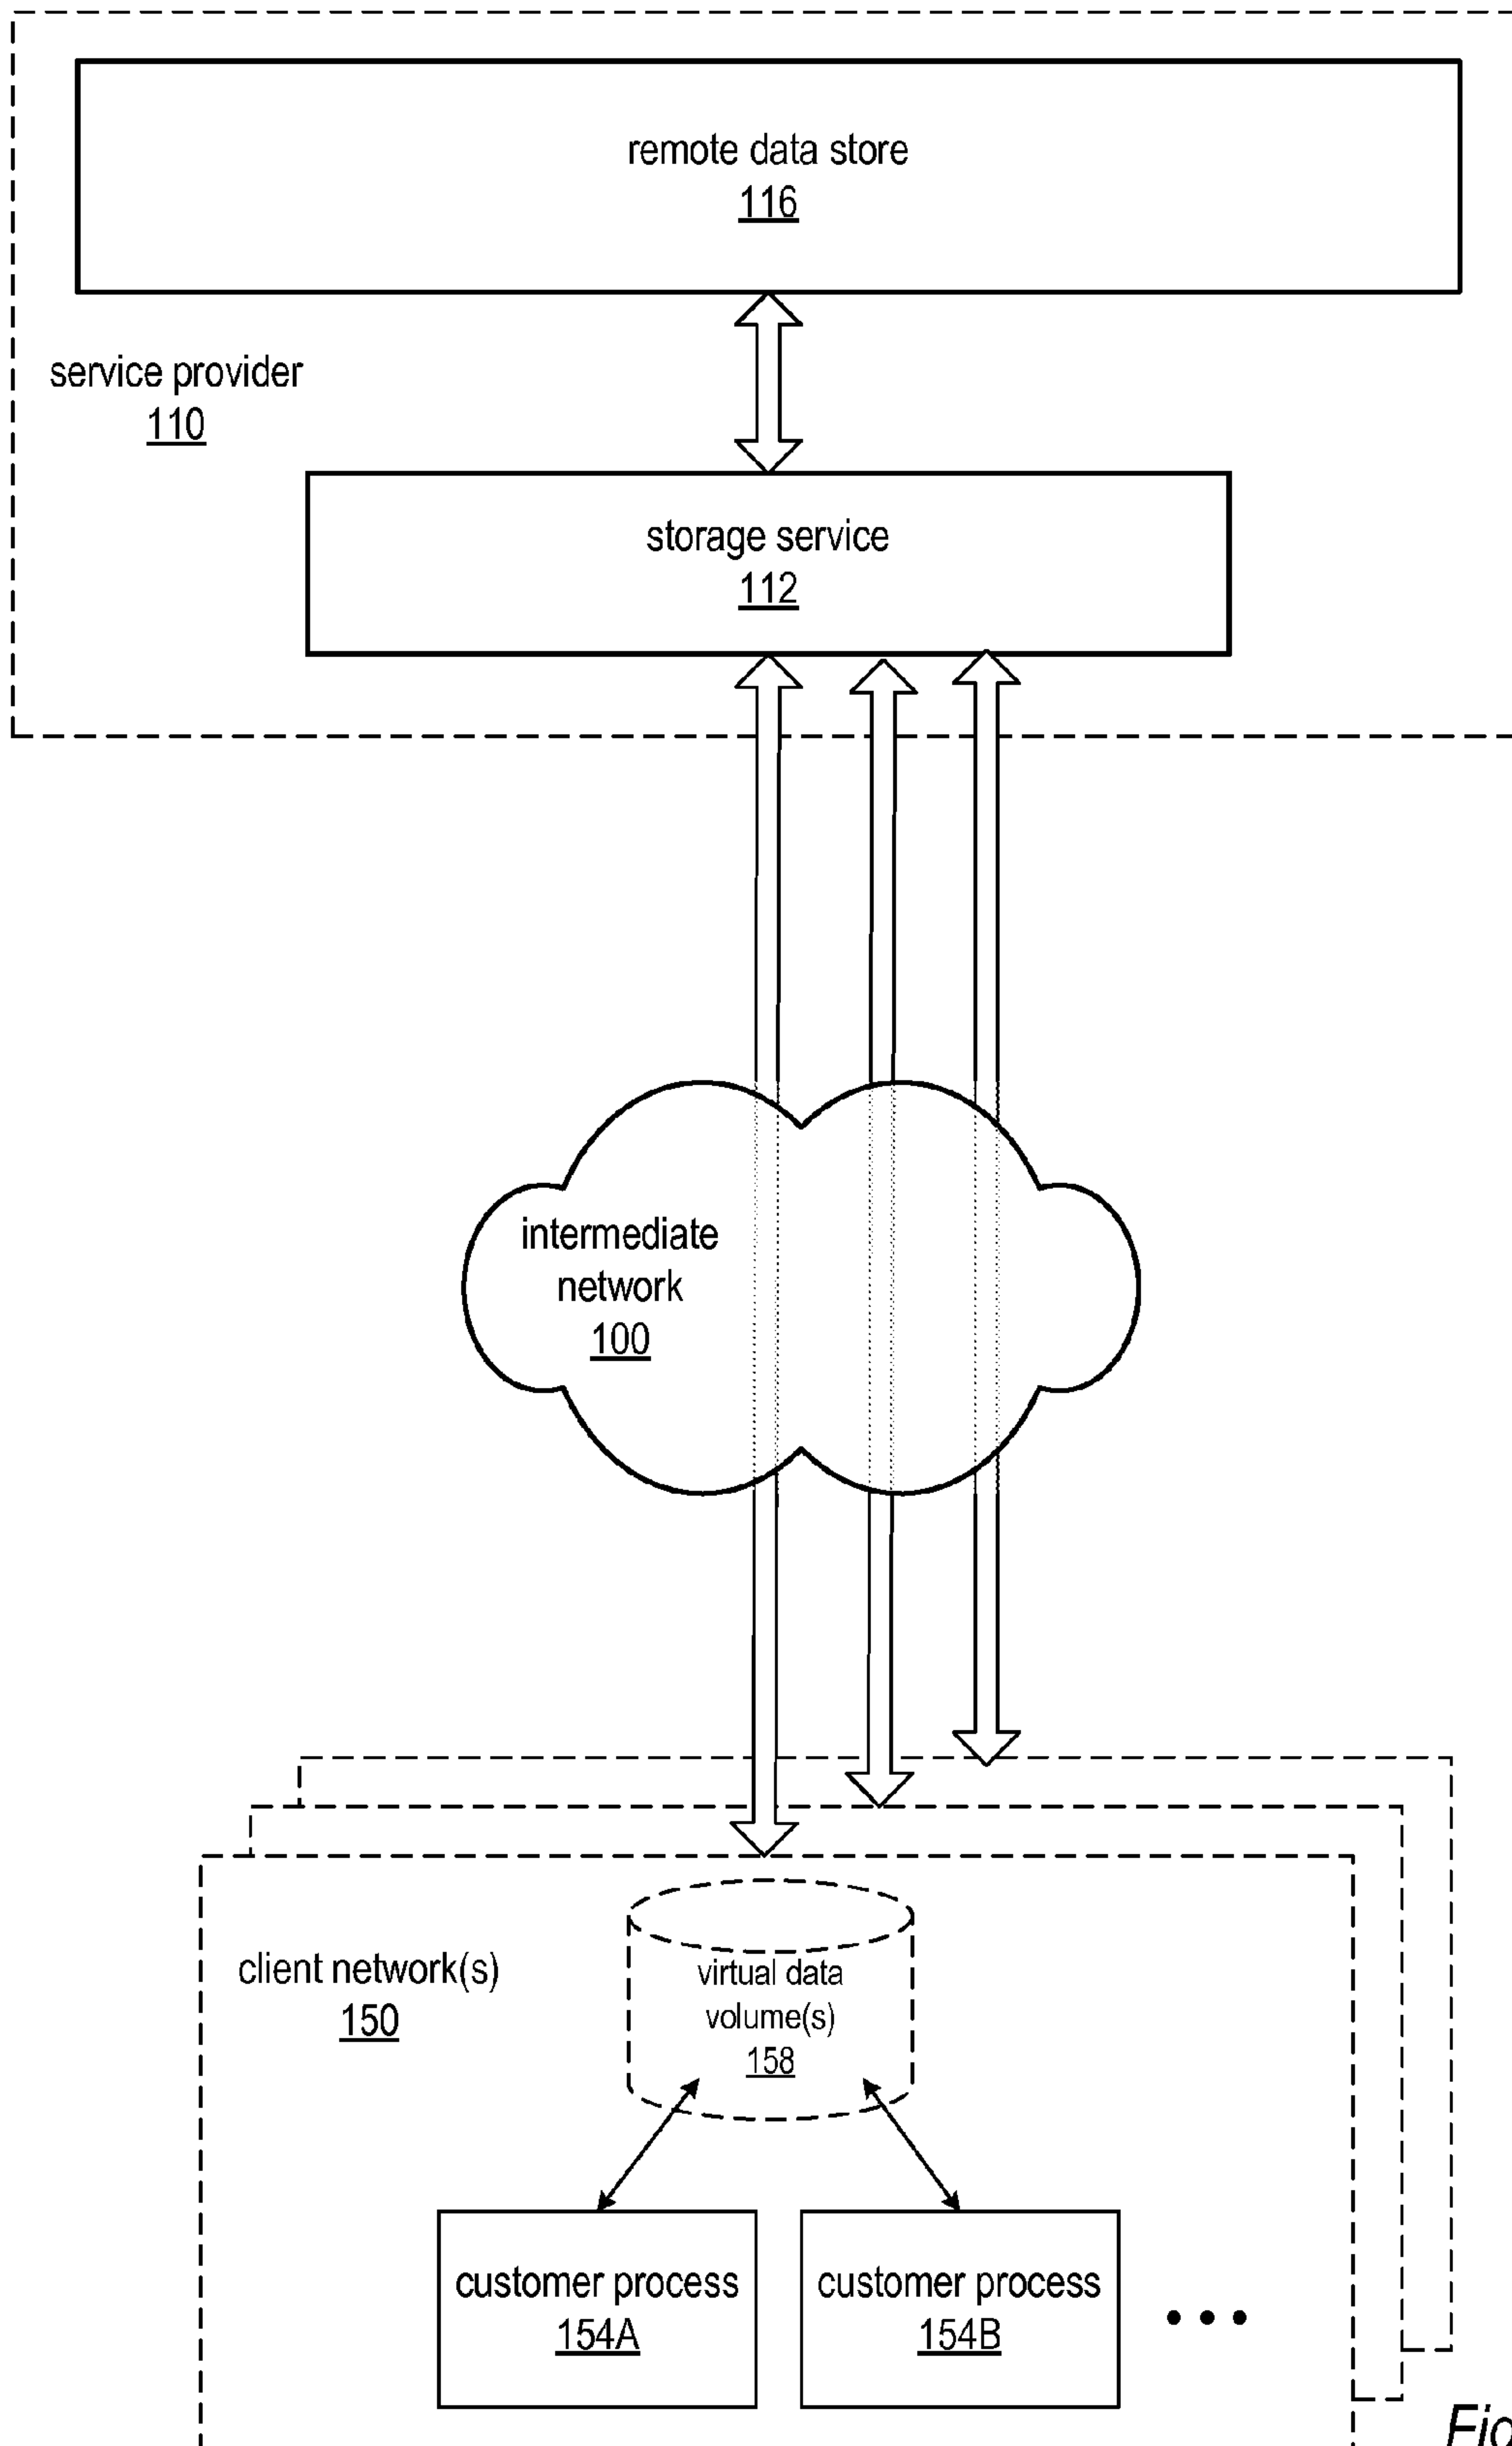 remote data store
116
service provider
110
storage service
112
intermediate
network
100
client network(s)
150
virtual data
volume(s)
158
customer process
154A
customer process
154B